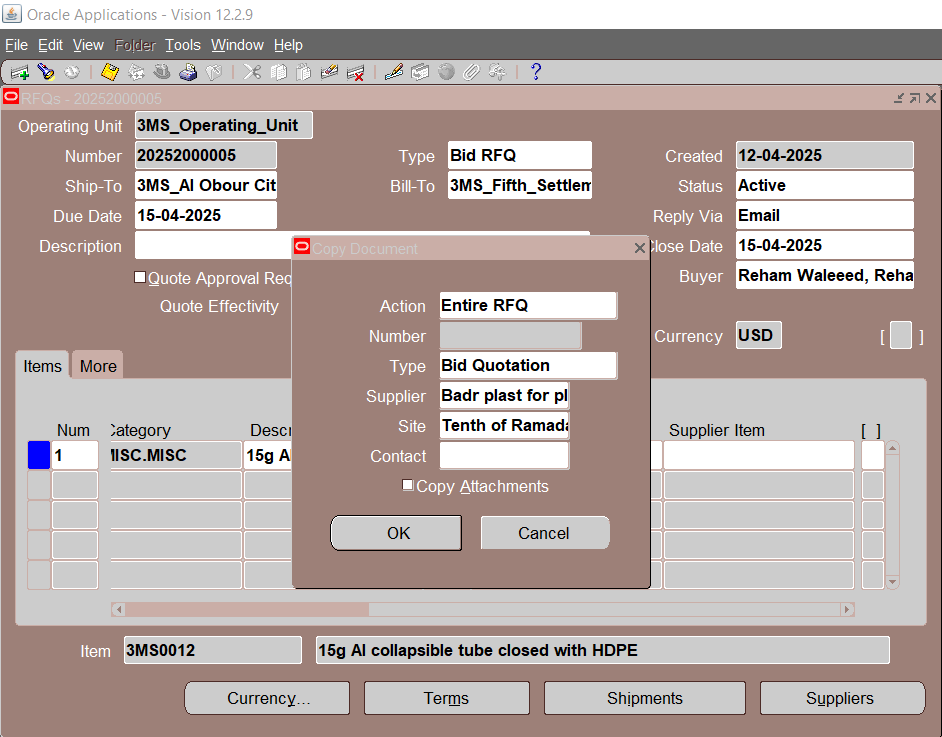 Oracle Applications - Vision 12.2.9
File Edit View Folder Tools Window Help
RFQs - 20252000005
Operating Unit 3MS_Operating_Unit
Number 20252000005 Type Bid RFQ Created 12-04-2025
Ship-To 3MS_Al Obour Cit Bill-To 3MS_Fifth_Settlem Status Active
Due Date 15-04-2025 Reply Via Email
Description Close Date 15-04-2025
Quote Approval Req Buyer Reham Waleeed, Reha
Quote Effectivity
Currency USD [ ]
Copy Document
Action Entire RFQ
Number
Type Bid Quotation
Supplier Badr plast for pl
Site Tenth of Ramada
Contact
Copy Attachments
OK Cancel
Items More
Num Category Descr Supplier Item [ ]
1 MISC.MISC 15g Al
Item 3MS0012 15g Al collapsible tube closed with HDPE
Currency... Terms Shipments Suppliers